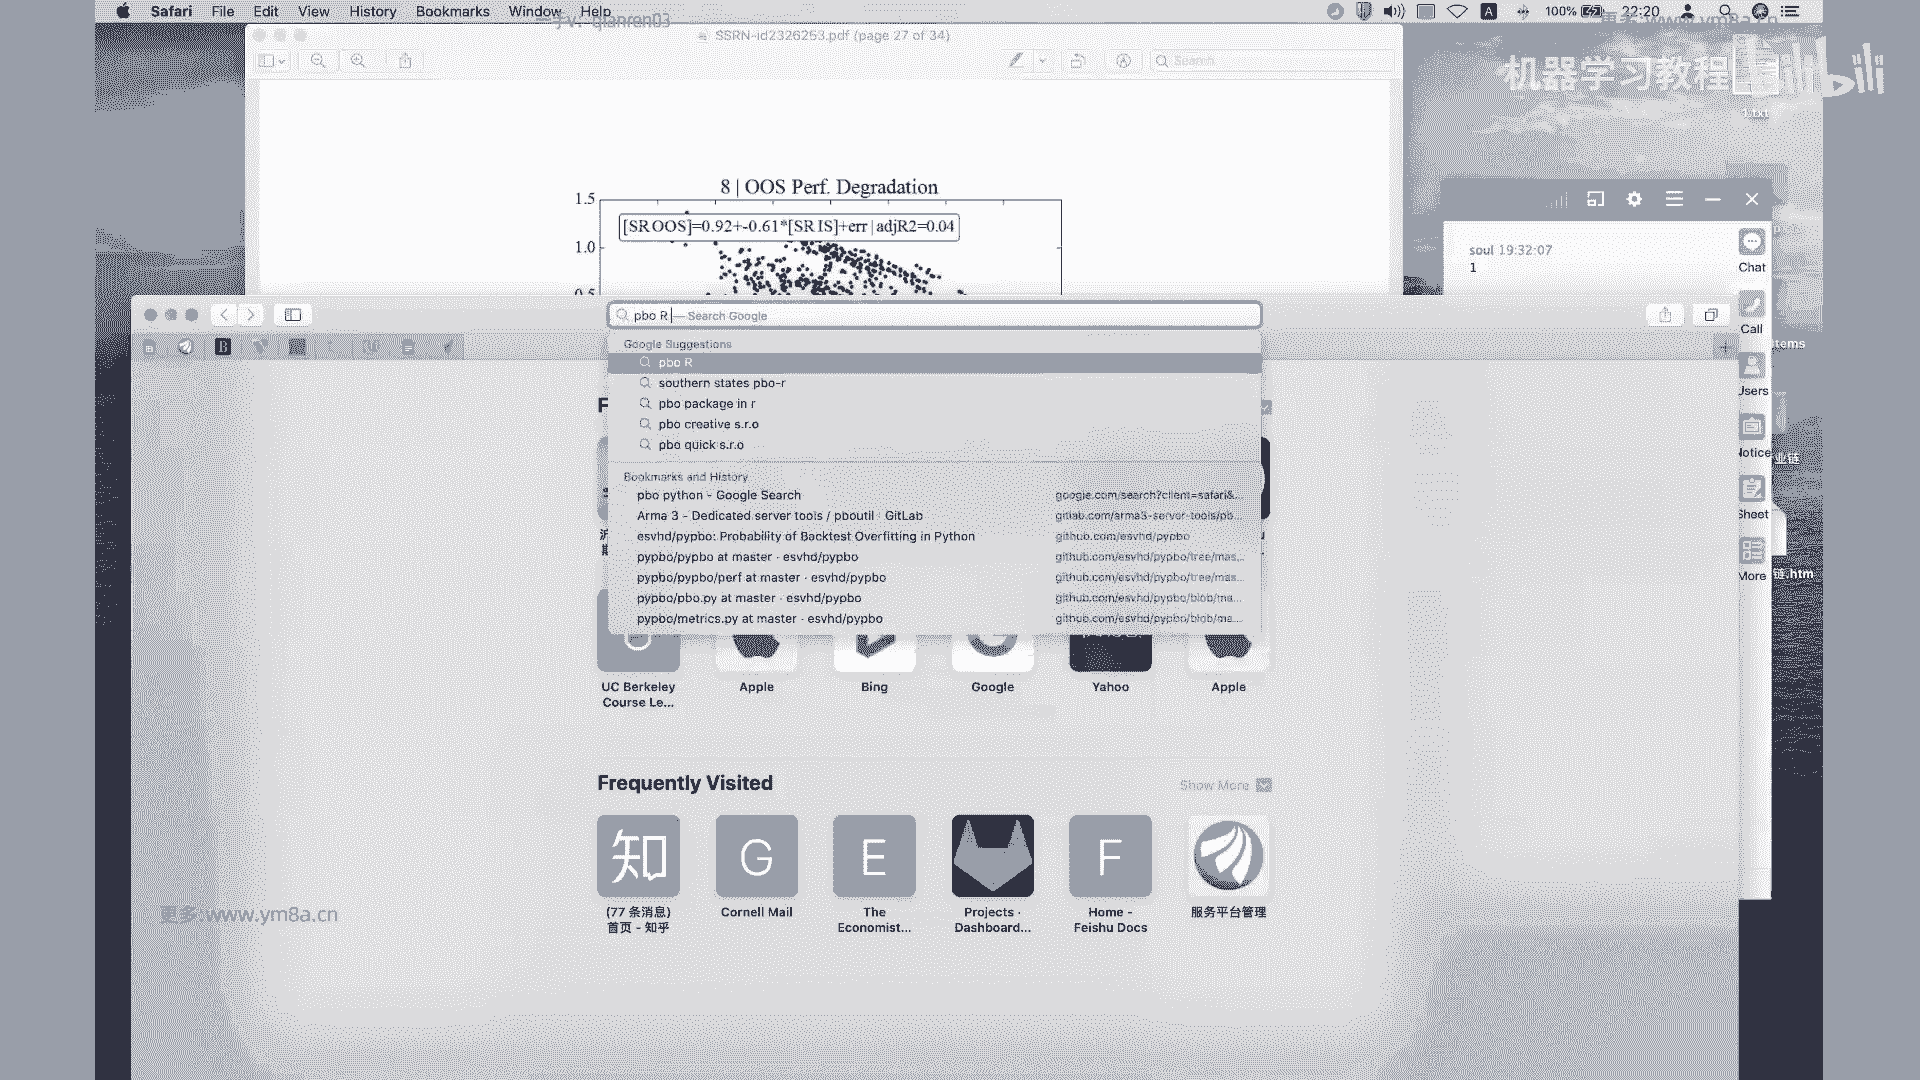 Safari File Edit View History Bookmarks Window Help
100% 22:20
SSRN-id2326253.pdf (page 27 of 34)
Search
机器学习教程
bilibili
1.txt
8 | OOS Perf. Degradation
1.5
[SR OOS]=0.92+-0.61*[SR IS]+err | adjR2=0.04
1.0
0.5
soul 19:32:07
1
Chat
Call
Users
Notice
Sheet
More
Items
业链
链.htm
pbo R — Search Google
Google Suggestions
pbo R
southern states pbo-r
pbo package in r
pbo creative s.r.o
pbo quick s.r.o
Bookmarks and History
pbo python - Google Search google.com/search?client=safari&...
Arma 3 - Dedicated server tools / pboutil · GitLab gitlab.com/arma3-server-tools/pb...
esvhd/pypbo: Probability of Backtest Overfitting in Python github.com/esvhd/pypbo
pypbo/pypbo at master · esvhd/pypbo github.com/esvhd/pypbo/tree/mas...
pypbo/pypbo/perf at master · esvhd/pypbo github.com/esvhd/pypbo/tree/mas...
pypbo/pbo.py at master · esvhd/pypbo github.com/esvhd/pypbo/blob/ma...
pypbo/metrics.py at master · esvhd/pypbo github.com/esvhd/pypbo/blob/ma...
UC Berkeley Course Le...
Apple
Bing
Google
Yahoo
Apple
Frequently Visited
Show More
知
G
E
F
(77 条消息) 首页 - 知乎
Cornell Mail
The Economist...
Projects · Dashboard...
Home - Feishu Docs
服务平台管理
更多:www.ym8a.cn